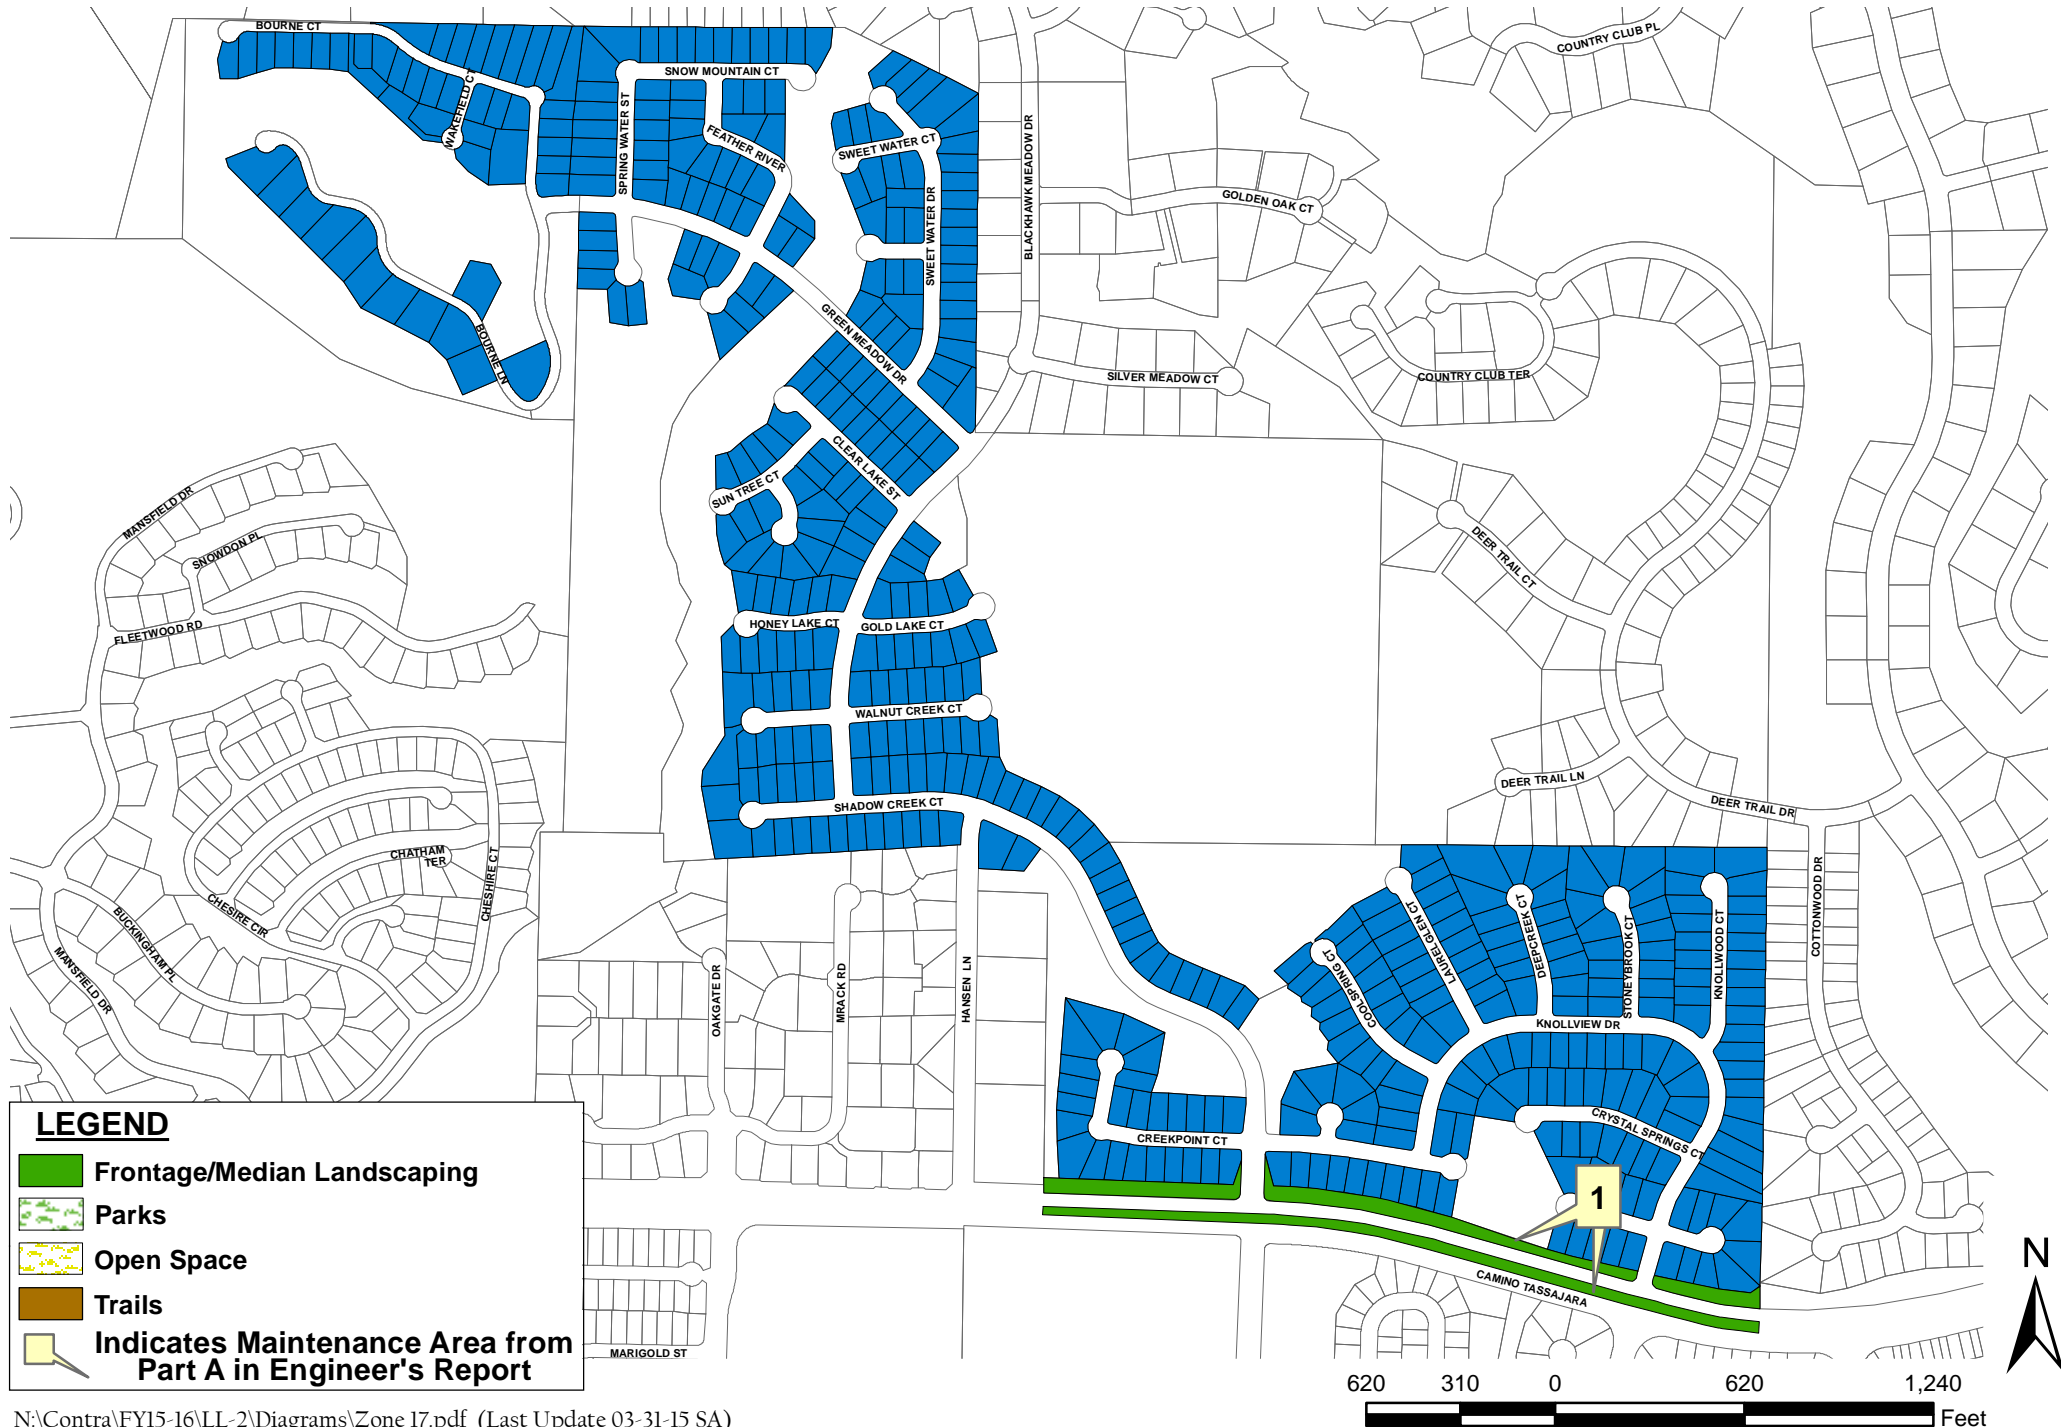 BOURNE CT
COUNTRY CLUB PL
SNOW MOUNTAIN CT
WAKEFIELD CT
SPRING WATER ST
FEATHER RIVER
SWEET WATER CT
BLACKHAWK MEADOW DR
SWEET WATER DR
GOLDEN OAK CT
GREEN MEADOW DR
BOURNE LN
SILVER MEADOW CT
COUNTRY CLUB TER
CLEAR LAKE ST
SUN TREE CT
MANSFIELD DR
SNOWDON PL
DEER TRAIL CT
FLEETWOOD RD
HONEY LAKE CT
GOLD LAKE CT
WALNUT CREEK CT
DEER TRAIL LN
DEER TRAIL DR
SHADOW CREEK CT
CHATHAM
TER
CHESHIRE CT
CHESIRE CIR
BUCKINGHAM PL
MANSFIELD DR
OAKGATE DR
MRACK RD
HANSEN LN
COOLSPRING CT
LAURELGLEN CT
DEEPCREEK CT
STONEYBROOK CT
KNOLLWOOD CT
COTTONWOOD DR
KNOLLVIEW DR
CREEKPOINT CT
CRYSTAL SPRINGS CT
1
CAMINO TASSAJARA
MARIGOLD ST
LEGEND
Frontage/Median Landscaping
Parks
Open Space
Trails
Indicates Maintenance Area from
Part A in Engineer's Report
N
620 310 0 620 1,240
Feet
N:\Contra\FY15-16\LL-2\Diagrams\Zone 17.pdf (Last Update 03-31-15 SA)